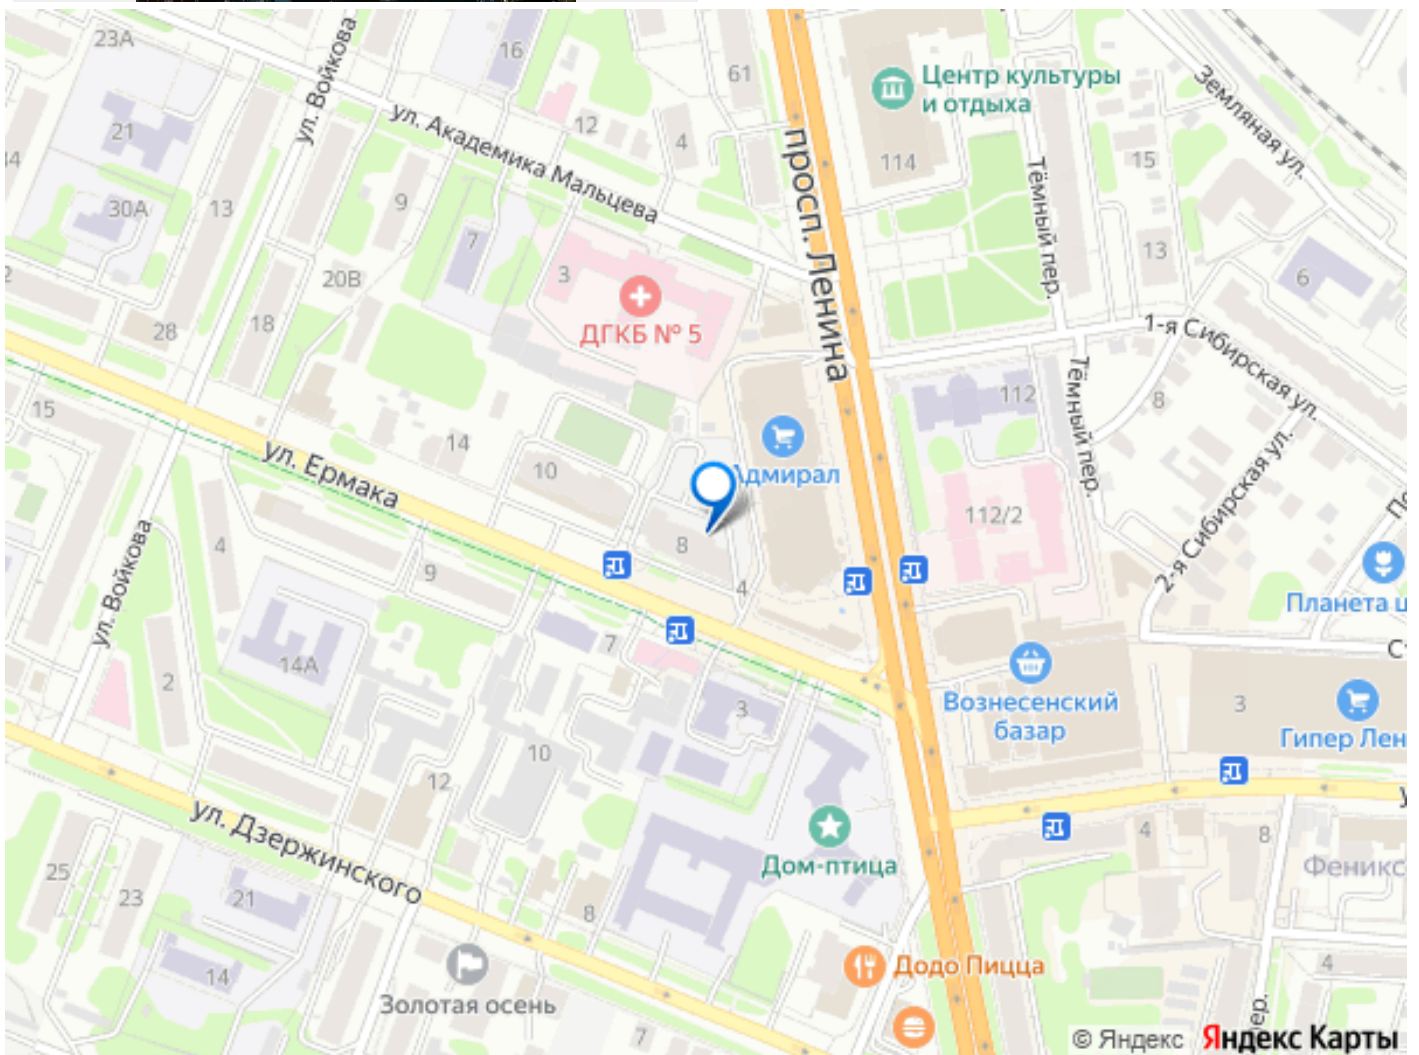 23А
ул. Войкова
16
61
Центр культуры
и отдыха
Земляная ул.
21
ул. Академика Мальцева
12
4
просп. Ленина
114
Тёмный пер.
15
34
30А
13
9
7
13
6
20В
3
ДГКБ № 5
28
18
1-я Сибирская ул.
Тёмный пер.
112
8
15
ул. Ермака
14
10
Адмирал
2-я Сибирская ул.
112/2
8
4
ул. Войкова
4
9
Планета ц
7
14А
2
3
Вознесенский
базар
3
Гипер Лен
10
12
ул. Дзержинского
Дом-птица
4
8
Феникс
25
23
21
8
14
Золотая осень
Додо Пицца
4
7
пер.
© Яндекс Яндекс Карты